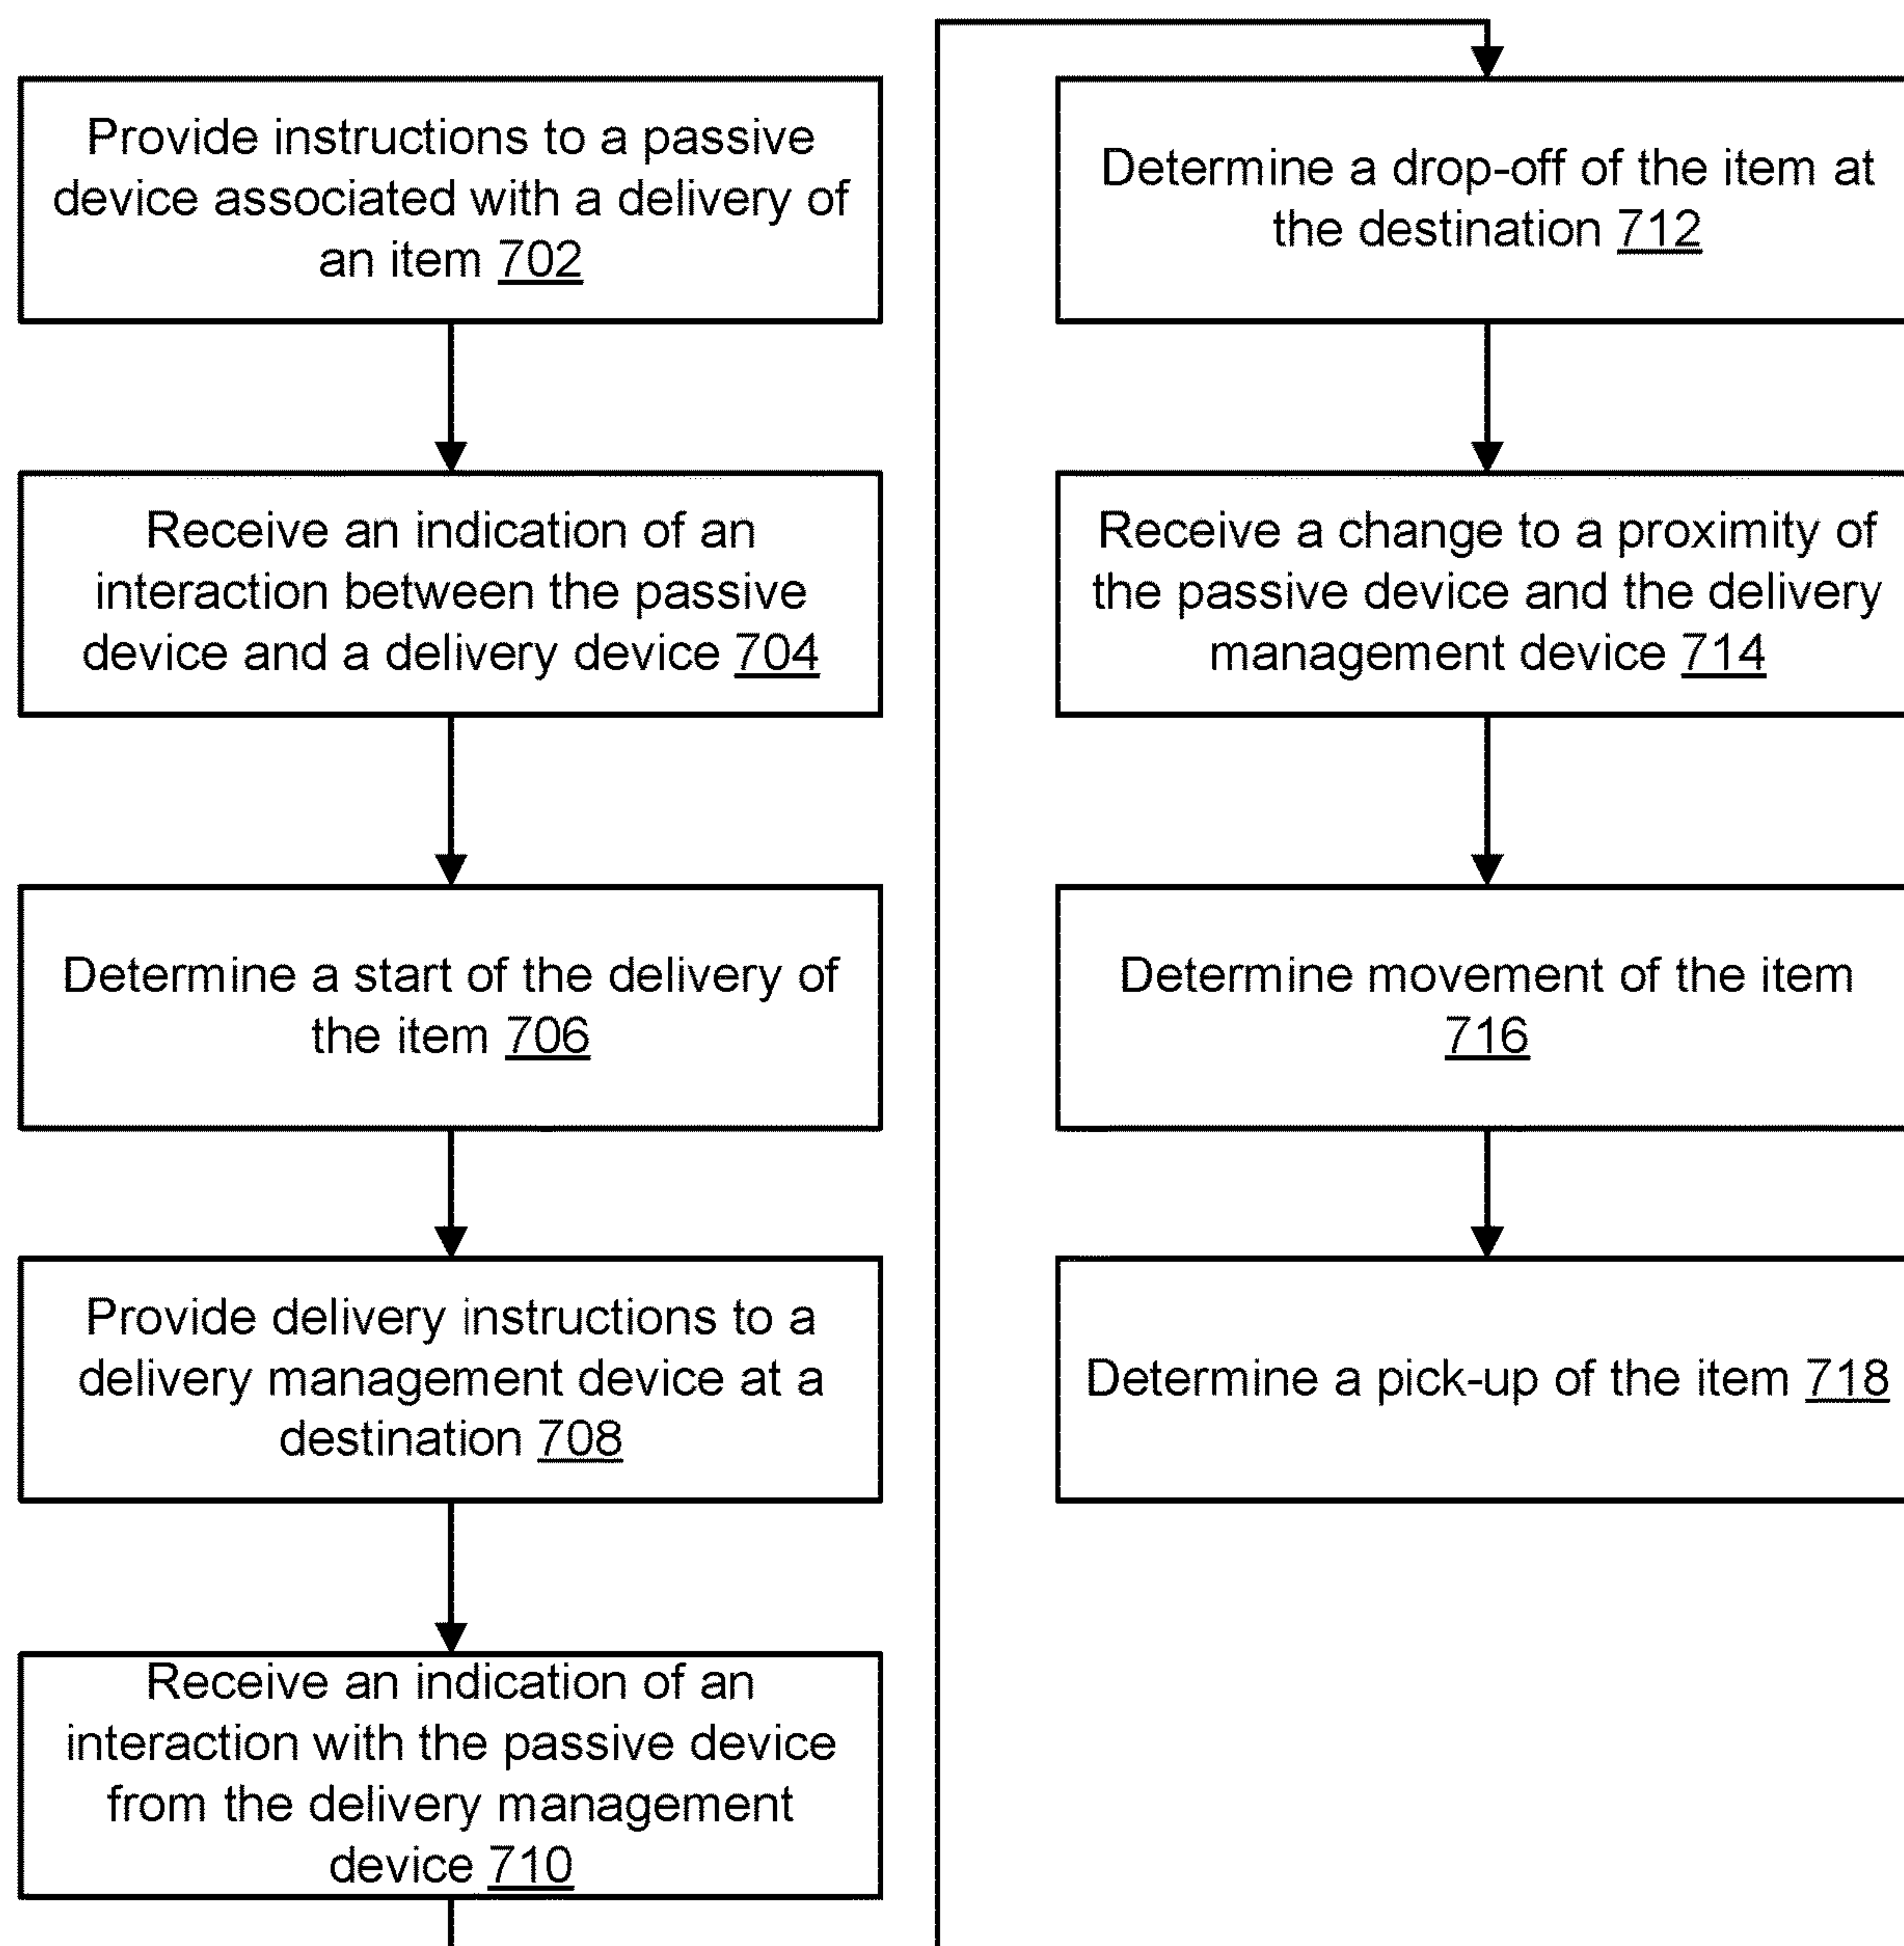 Provide instructions to a passive
device associated with a delivery of
an item 702
Receive an indication of an
interaction between the passive
device and a delivery device 704
Determine a start of the delivery of
the item 706
Provide delivery instructions to a
delivery management device at a
destination 708
Receive an indication of an
interaction with the passive device
from the delivery management
device 710
Determine a drop-off of the item at
the destination 712
Receive a change to a proximity of
the passive device and the delivery
management device 714
Determine movement of the item
716
Determine a pick-up of the item 718